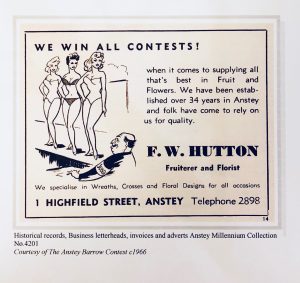 WE WIN ALL CONTESTS!
when it comes to supplying all
that's best in Fruit and
Flowers. We have been estab-
lished over 34 years in Anstey
and folk have come to rely on
us for quality.
F. W. HUTTON
Fruiterer and Florist
We specialise in Wreaths, Crosses and Floral Designs for all occasions
1 HIGHFIELD STREET, ANSTEY Telephone 2898
14
Historical records, Business letterheads, invoices and adverts Anstey Millennium Collection
No.4201
Courtesy of The Anstey Barrow Contest c1966